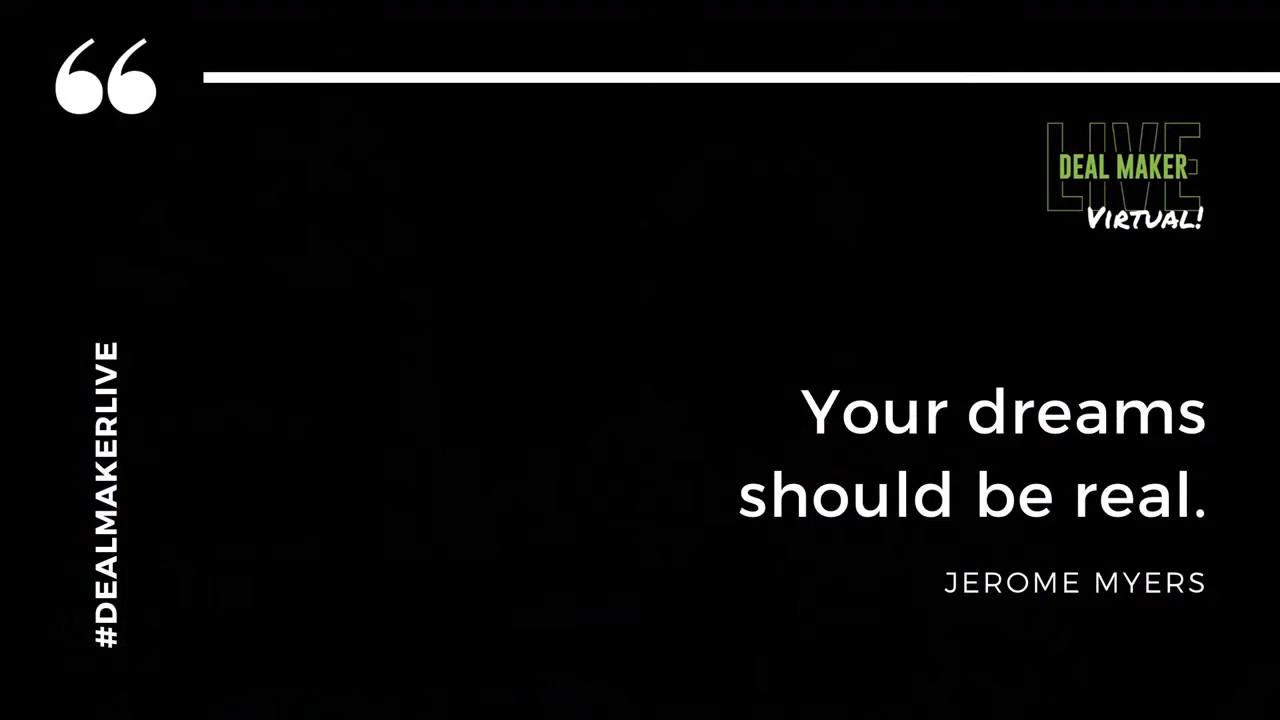 LIVE
DEAL MAKER
VIRTUAL!
#DEALMAKERLIVE
Your dreams
should be real.
JEROME MYERS